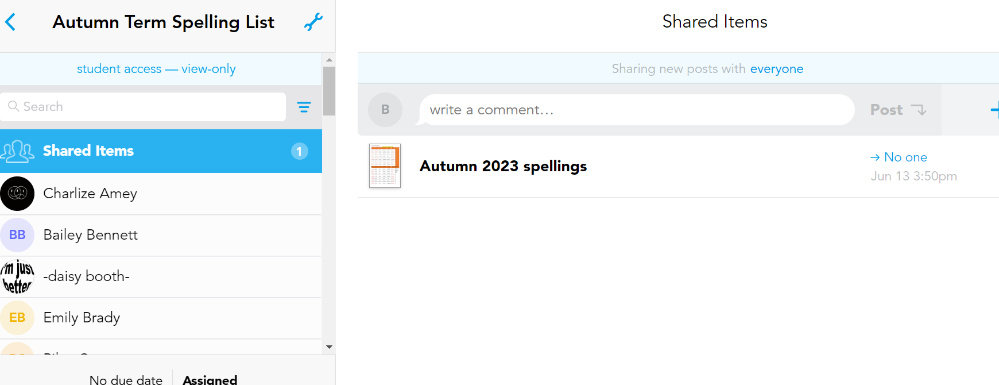 Autumn Term Spelling List
student access — view-only
Search
Shared Items
1
Charlize Amey
BB
Bailey Bennett
I'm just
better
-daisy booth-
EB
Emily Brady
No due date
Assigned
Shared Items
Sharing new posts with everyone
B
write a comment...
Post
Autumn 2023 spellings
→ No one
Jun 13 3:50pm